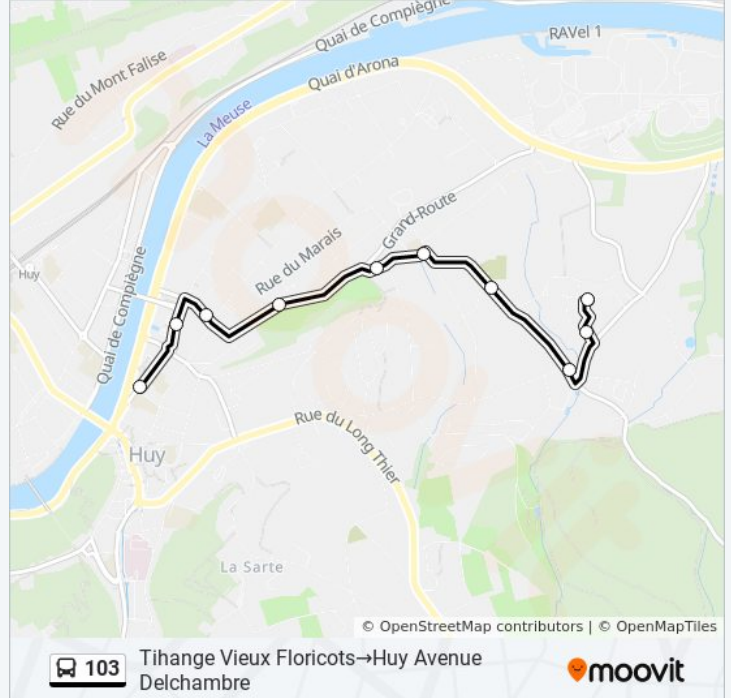 Quai de Compiègne
RAVel 1
Rue du Mont Falise
Quai d'Arona
La Meuse
Grand-Route
Rue du Marais
Huy
Quai de Compiègne
Rue du Long Thier
Huy
La Sarte
© OpenStreetMap contributors | © OpenMapTiles
103
Tihange Vieux Floricots→Huy Avenue
Delchambre
moovit